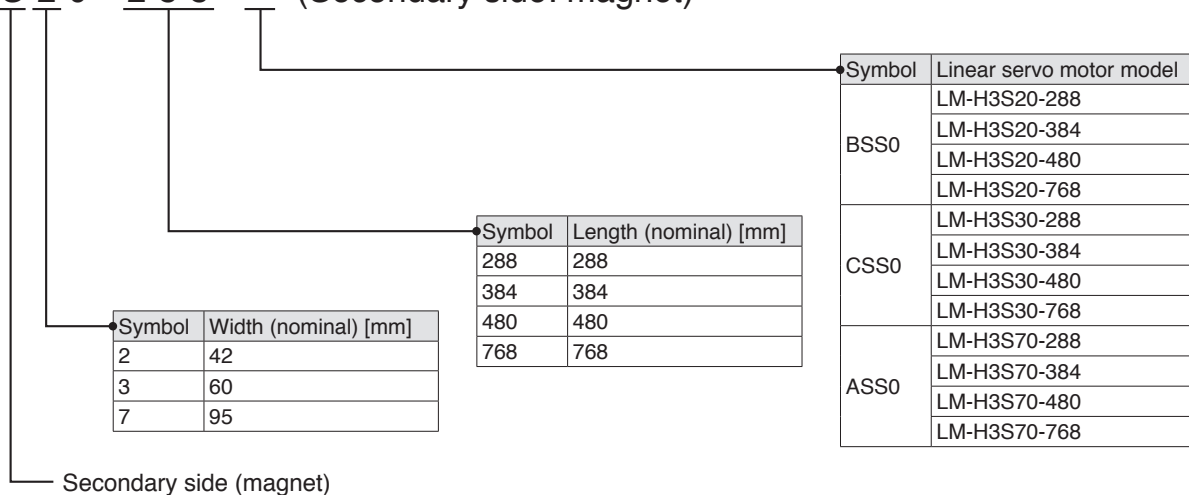 (Secondary side: magnet)
Symbol Linear servo motor model
BSS0
LM-H3S20-288
LM-H3S20-384
LM-H3S20-480
LM-H3S20-768
CSS0
LM-H3S30-288
LM-H3S30-384
LM-H3S30-480
LM-H3S30-768
ASS0
LM-H3S70-288
LM-H3S70-384
LM-H3S70-480
LM-H3S70-768
Symbol Length (nominal) [mm]
288 288
384 384
480 480
768 768
Symbol Width (nominal) [mm]
2 42
3 60
7 95
Secondary side (magnet)